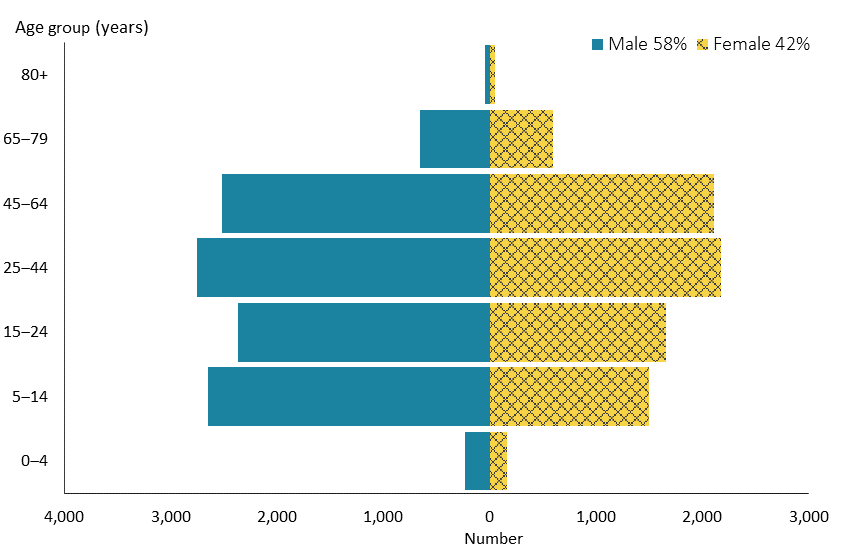 Age group (years)
Male 58% Female 42%
80+
65–79
45–64
25–44
15–24
5–14
0–4
4,000 3,000 2,000 1,000 0 1,000 2,000 3,000
Number